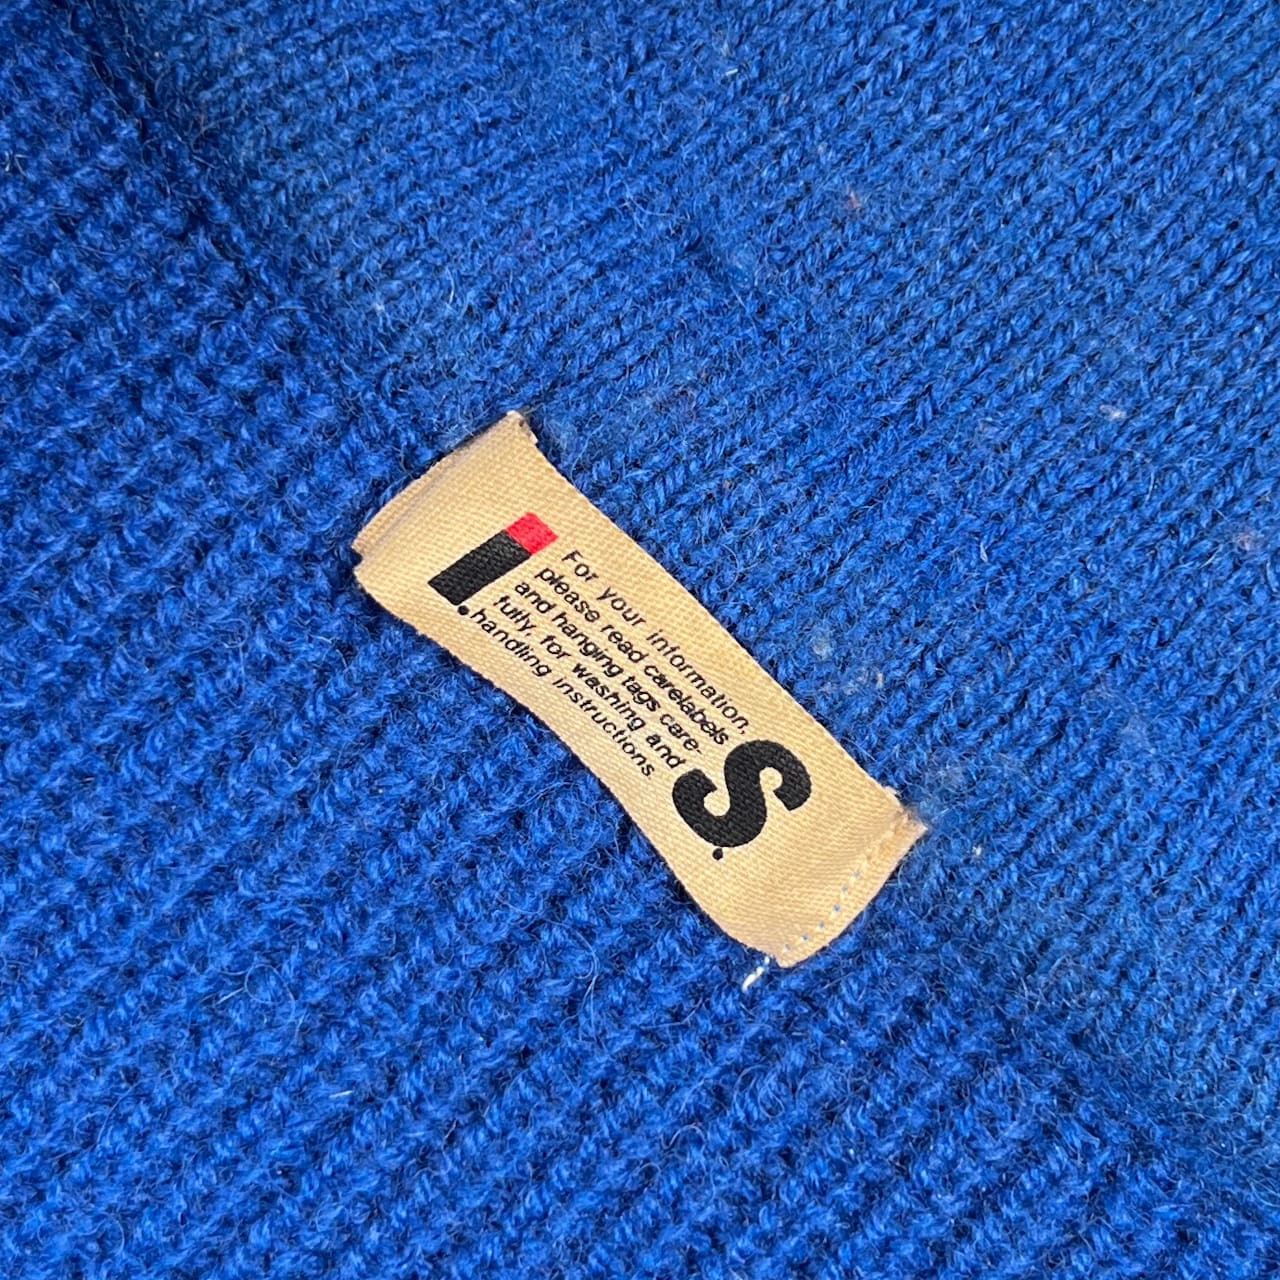 I.S.
For your information,
please read carelabels
and hanging tags care-
fully, for washing and
handling instructions